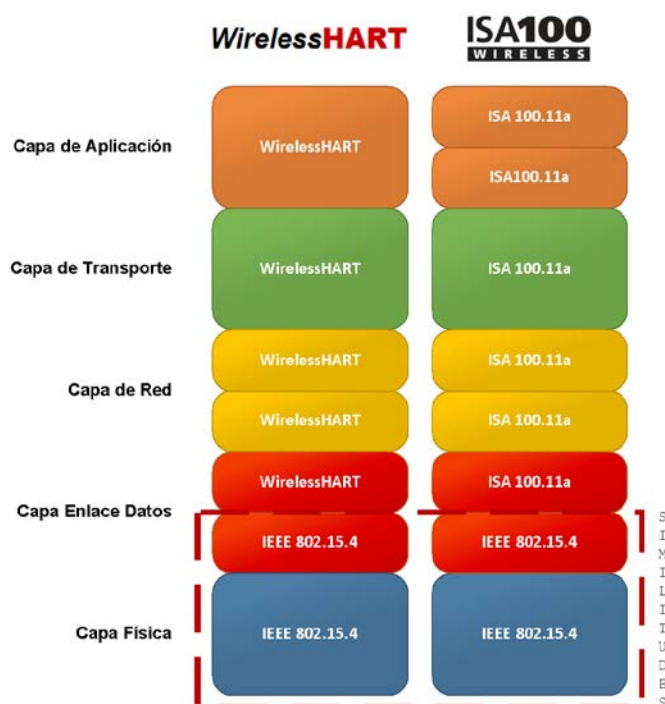 WirelessHART
ISA100
WIRELESS
Capa de Aplicación
WirelessHART
ISA 100.11a
ISA100.11a
Capa de Transporte
WirelessHART
ISA 100.11a
Capa de Red
WirelessHART
ISA 100.11a
WirelessHART
ISA 100.11a
Capa Enlace Datos
WirelessHART
ISA 100.11a
IEEE 802.15.4
IEEE 802.15.4
Capa Física
IEEE 802.15.4
IEEE 802.15.4
SIMILITUDES